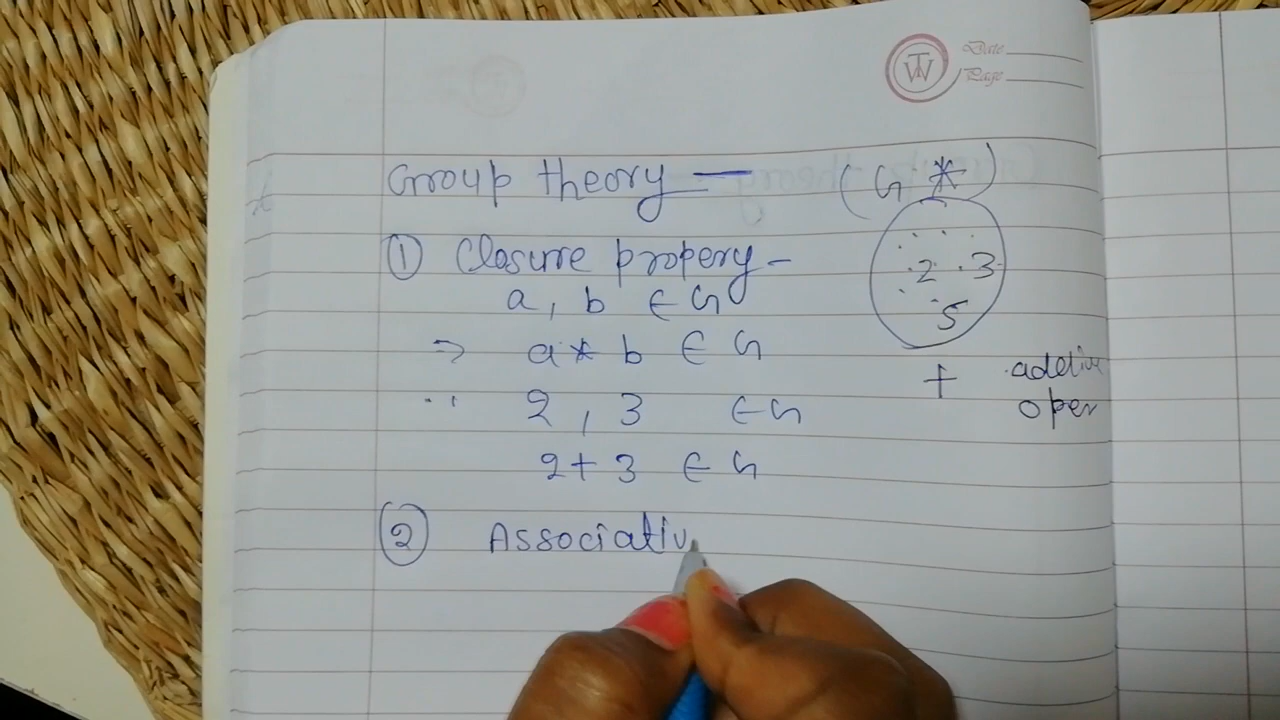 Date
Page
Group theory — (G *)
① Closure propery -
a, b ∈ G
⇒ a * b ∈ G
2 3
5
∵ 2, 3 ∈ G
+ additive
oper
2 + 3 ∈ G
② Associativ